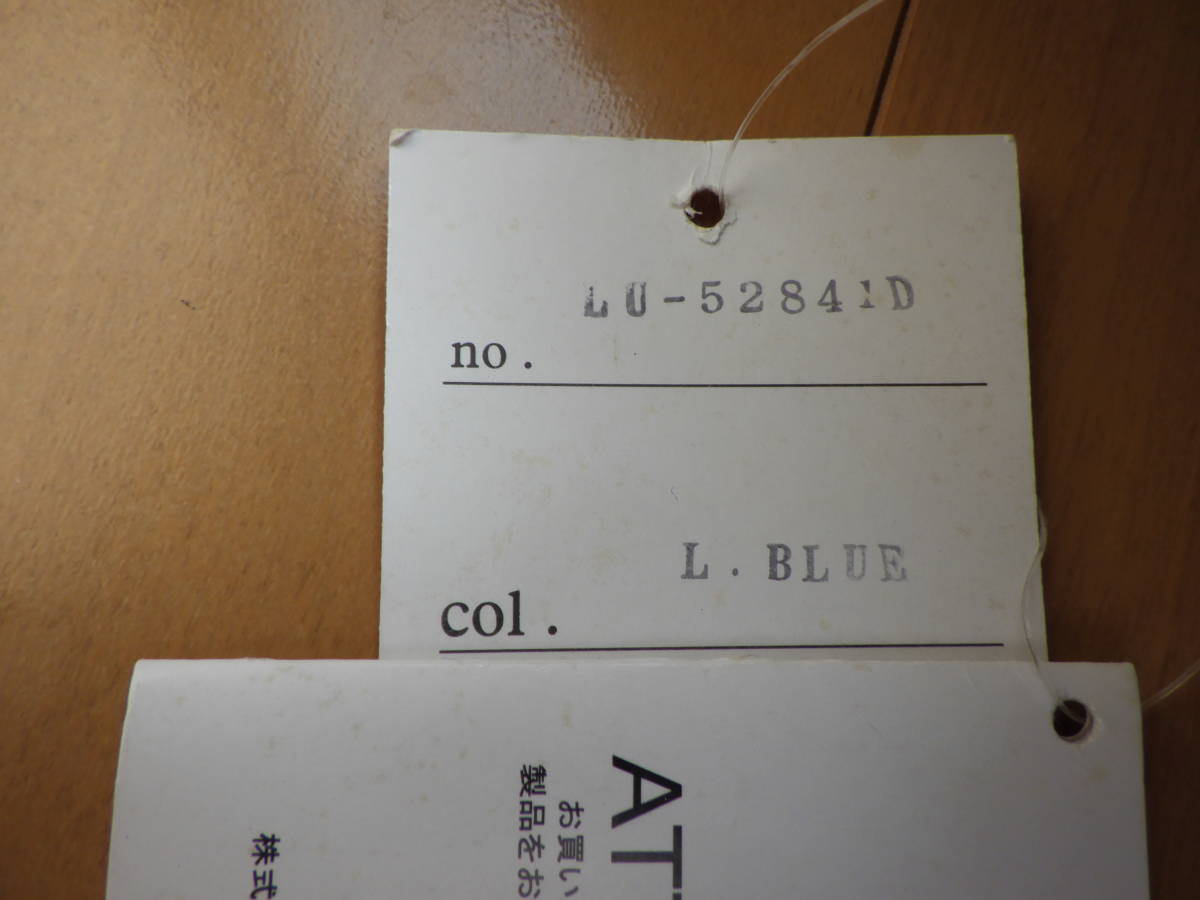 LU-52841D
no.
L. BLUE
col.
AT
お買い
製品をお
株式